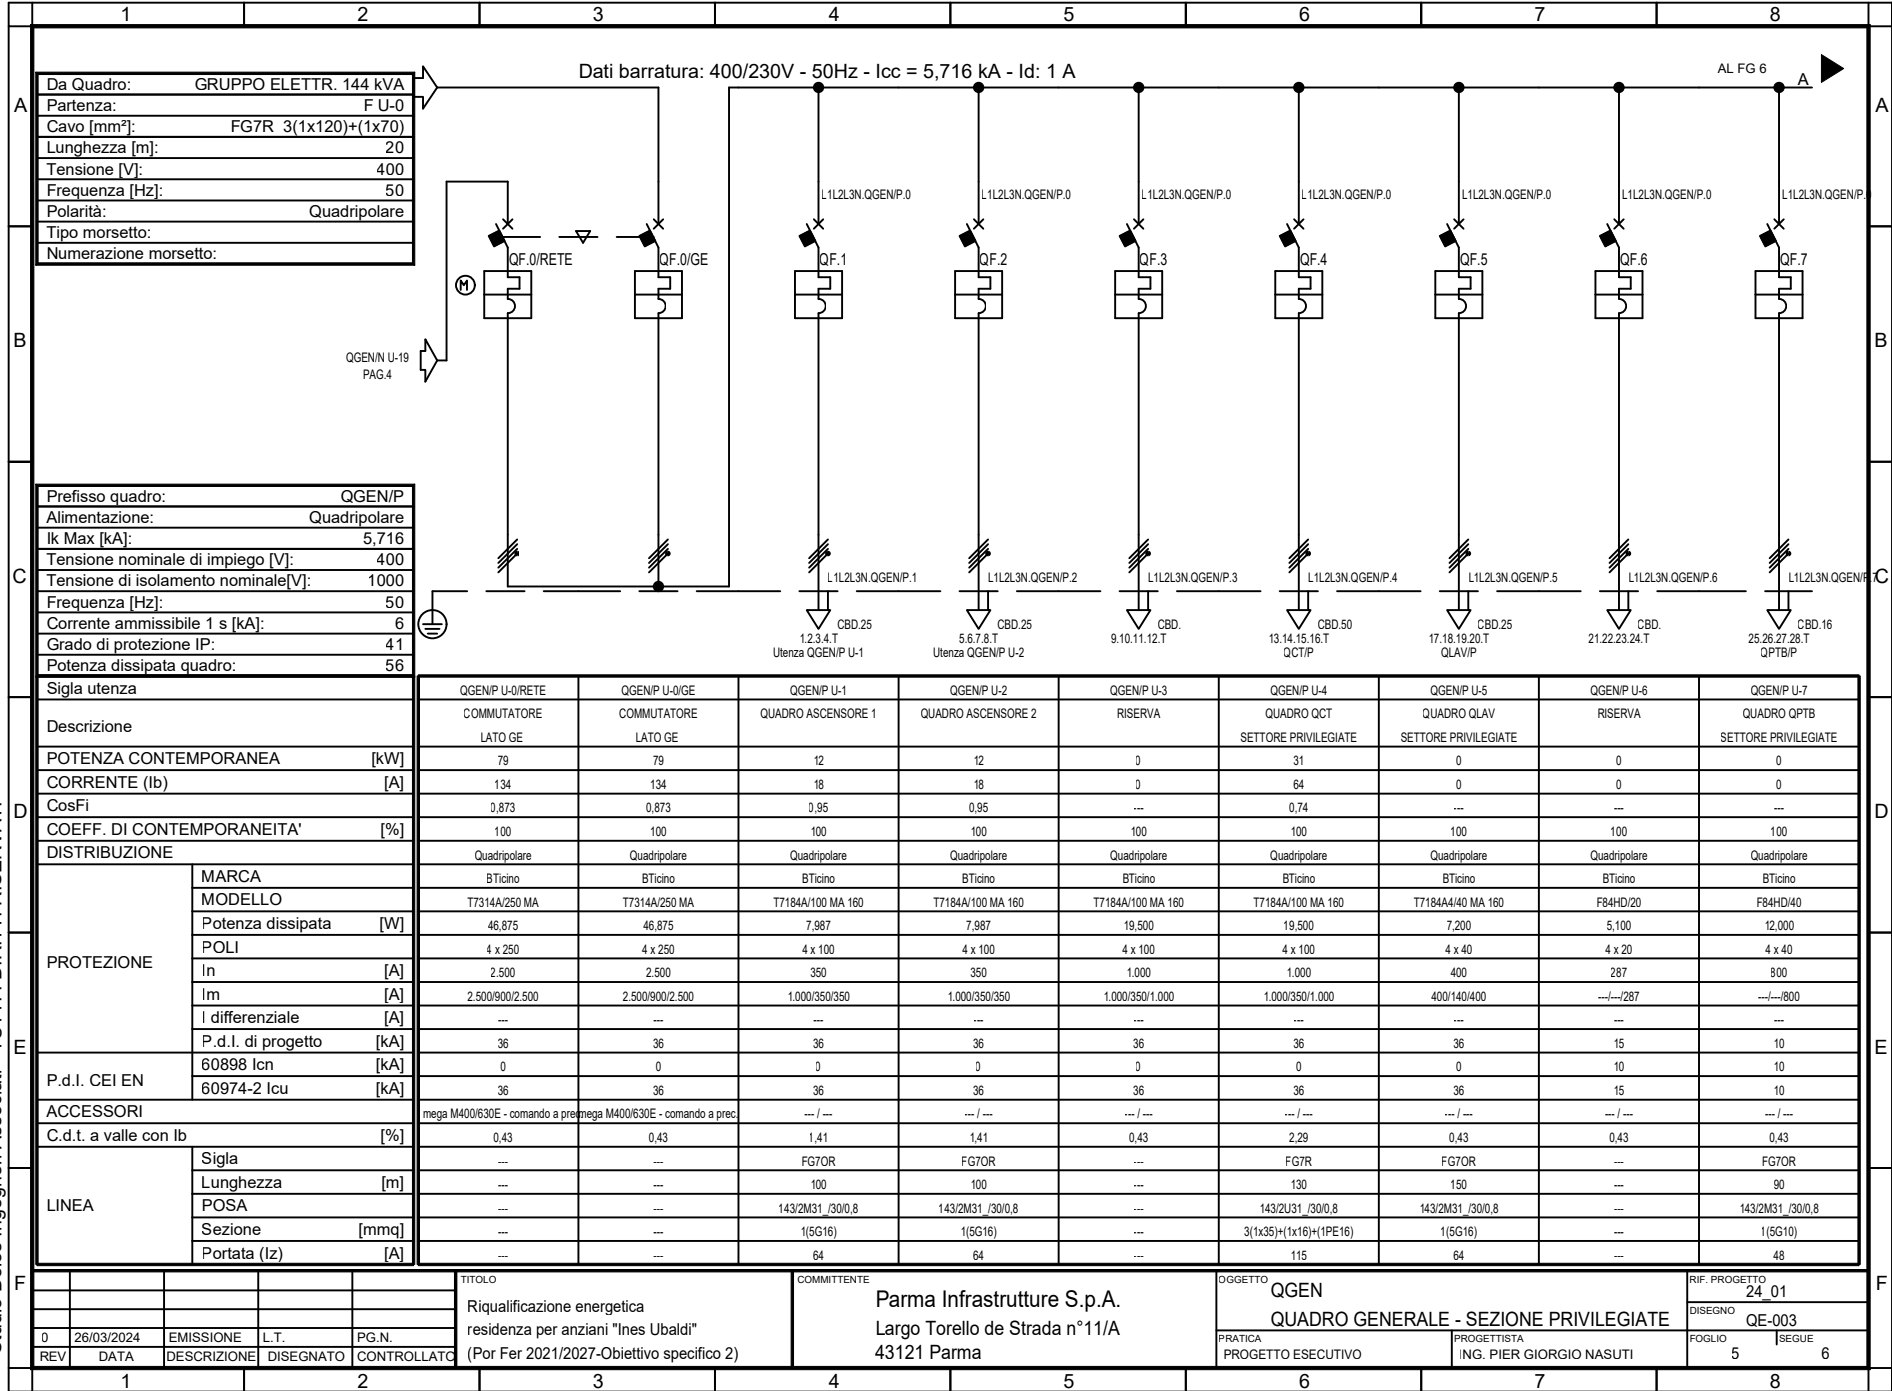 1 2 3 4 5 6 7 8
A
B
C
D
E
F
Da Quadro: GRUPPO ELETTR. 144 kVA
Partenza: F U-0
Cavo [mm²]: FG7R 3(1x120)+(1x70)
Lunghezza [m]: 20
Tensione [V]: 400
Frequenza [Hz]: 50
Polarità: Quadripolare
Tipo morsetto:
Numerazione morsetto:
Dati barratura: 400/230V - 50Hz - Icc = 5,716 kA - Id: 1 A
AL FG 6 A
L1L2L3N.QGEN/P.0 L1L2L3N.QGEN/P.0 L1L2L3N.QGEN/P.0 L1L2L3N.QGEN/P.0 L1L2L3N.QGEN/P.0 L1L2L3N.QGEN/P.0 L1L2L3N.QGEN/P.0
QF.0/RETE QF.0/GE QF.1 QF.2 QF.3 QF.4 QF.5 QF.6 QF.7
M
QGEN/N U-19
PAG.4
Prefisso quadro: QGEN/P
Alimentazione: Quadripolare
Ik Max [kA]: 5,716
Tensione nominale di impiego [V]: 400
Tensione di isolamento nominale[V]: 1000
Frequenza [Hz]: 50
Corrente ammissibile 1 s [kA]: 6
Grado di protezione IP: 41
Potenza dissipata quadro: 56
L1L2L3N.QGEN/P.1 L1L2L3N.QGEN/P.2 L1L2L3N.QGEN/P.3 L1L2L3N.QGEN/P.4 L1L2L3N.QGEN/P.5 L1L2L3N.QGEN/P.6 L1L2L3N.QGEN/P.7
CBD.25 CBD.25 CBD. CBD.50 CBD.25 CBD. CBD.16
1.2.3.4.T 5.6.7.8.T 9.10.11.12.T 13.14.15.16.T 17.18.19.20.T 21.22.23.24.T 25.26.27.28.T
Utenza QGEN/P U-1 Utenza QGEN/P U-2 QCT/P QLAV/P QPTB/P
Sigla utenza QGEN/P U-0/RETE QGEN/P U-0/GE QGEN/P U-1 QGEN/P U-2 QGEN/P U-3 QGEN/P U-4 QGEN/P U-5 QGEN/P U-6 QGEN/P U-7
Descrizione COMMUTATORE COMMUTATORE QUADRO ASCENSORE 1 QUADRO ASCENSORE 2 RISERVA QUADRO QCT QUADRO QLAV RISERVA QUADRO QPTB
LATO GE LATO GE SETTORE PRIVILEGIATE SETTORE PRIVILEGIATE SETTORE PRIVILEGIATE
POTENZA CONTEMPORANEA [kW] 79 79 12 12 0 31 0 0 0
CORRENTE (Ib) [A] 134 134 18 18 0 64 0 0 0
CosFi 0,873 0,873 0,95 0,95 --- 0,74 --- --- ---
COEFF. DI CONTEMPORANEITA' [%] 100 100 100 100 100 100 100 100 100
DISTRIBUZIONE Quadripolare Quadripolare Quadripolare Quadripolare Quadripolare Quadripolare Quadripolare Quadripolare Quadripolare
PROTEZIONE
MARCA BTicino BTicino BTicino BTicino BTicino BTicino BTicino BTicino BTicino
MODELLO T7314A/250 MA T7314A/250 MA T7184A/100 MA 160 T7184A/100 MA 160 T7184A/100 MA 160 T7184A/100 MA 160 T7184A4/40 MA 160 F84HD/20 F84HD/40
Potenza dissipata [W] 46,875 46,875 7,987 7,987 19,500 19,500 7,200 5,100 12,000
POLI 4 x 250 4 x 250 4 x 100 4 x 100 4 x 100 4 x 100 4 x 40 4 x 20 4 x 40
In [A] 2.500 2.500 350 350 1.000 1.000 400 287 800
Im [A] 2.500/900/2.500 2.500/900/2.500 1.000/350/350 1.000/350/350 1.000/350/1.000 1.000/350/1.000 400/140/400 ---/---/287 ---/---/800
I differenziale [A] --- --- --- --- --- --- --- --- ---
P.d.I. di progetto [kA] 36 36 36 36 36 36 36 15 10
P.d.I. CEI EN
60898 Icn [kA] 0 0 0 0 0 0 0 10 10
60974-2 Icu [kA] 36 36 36 36 36 36 36 15 10
ACCESSORI mega M400/630E - comando a prec mega M400/630E - comando a prec. --- / --- --- / --- --- / --- --- / --- --- / --- --- / --- --- / ---
C.d.t. a valle con Ib [%] 0,43 0,43 1,41 1,41 0,43 2,29 0,43 0,43 0,43
LINEA
Sigla --- --- FG7OR FG7OR --- FG7R FG7OR --- FG7OR
Lunghezza [m] --- --- 100 100 --- 130 150 --- 90
POSA --- --- 143/2M31_/30/0,8 143/2M31_/30/0,8 --- 143/2U31_/30/0,8 143/2M31_/30/0,8 --- 143/2M31_/30/0,8
Sezione [mmq] --- --- 1(5G16) 1(5G16) --- 3(1x35)+(1x16)+(1PE16) 1(5G16) --- 1(5G10)
Portata (Iz) [A] --- --- 64 64 --- 115 64 --- 48
0 26/03/2024 EMISSIONE L.T. PG.N.
REV DATA DESCRIZIONE DISEGNATO CONTROLLATO
TITOLO
Riqualificazione energetica
residenza per anziani "Ines Ubaldi"
(Por Fer 2021/2027-Obiettivo specifico 2)
COMMITTENTE
Parma Infrastrutture S.p.A.
Largo Torello de Strada n°11/A
43121 Parma
OGGETTO QGEN
QUADRO GENERALE - SEZIONE PRIVILEGIATE
PRATICA
PROGETTO ESECUTIVO
PROGETTISTA
ING. PIER GIORGIO NASUTI
RIF. PROGETTO
24_01
DISEGNO QE-003
FOGLIO 5
SEGUE 6
A
B
C
D
E
F
1 2 3 4 5 6 7 8